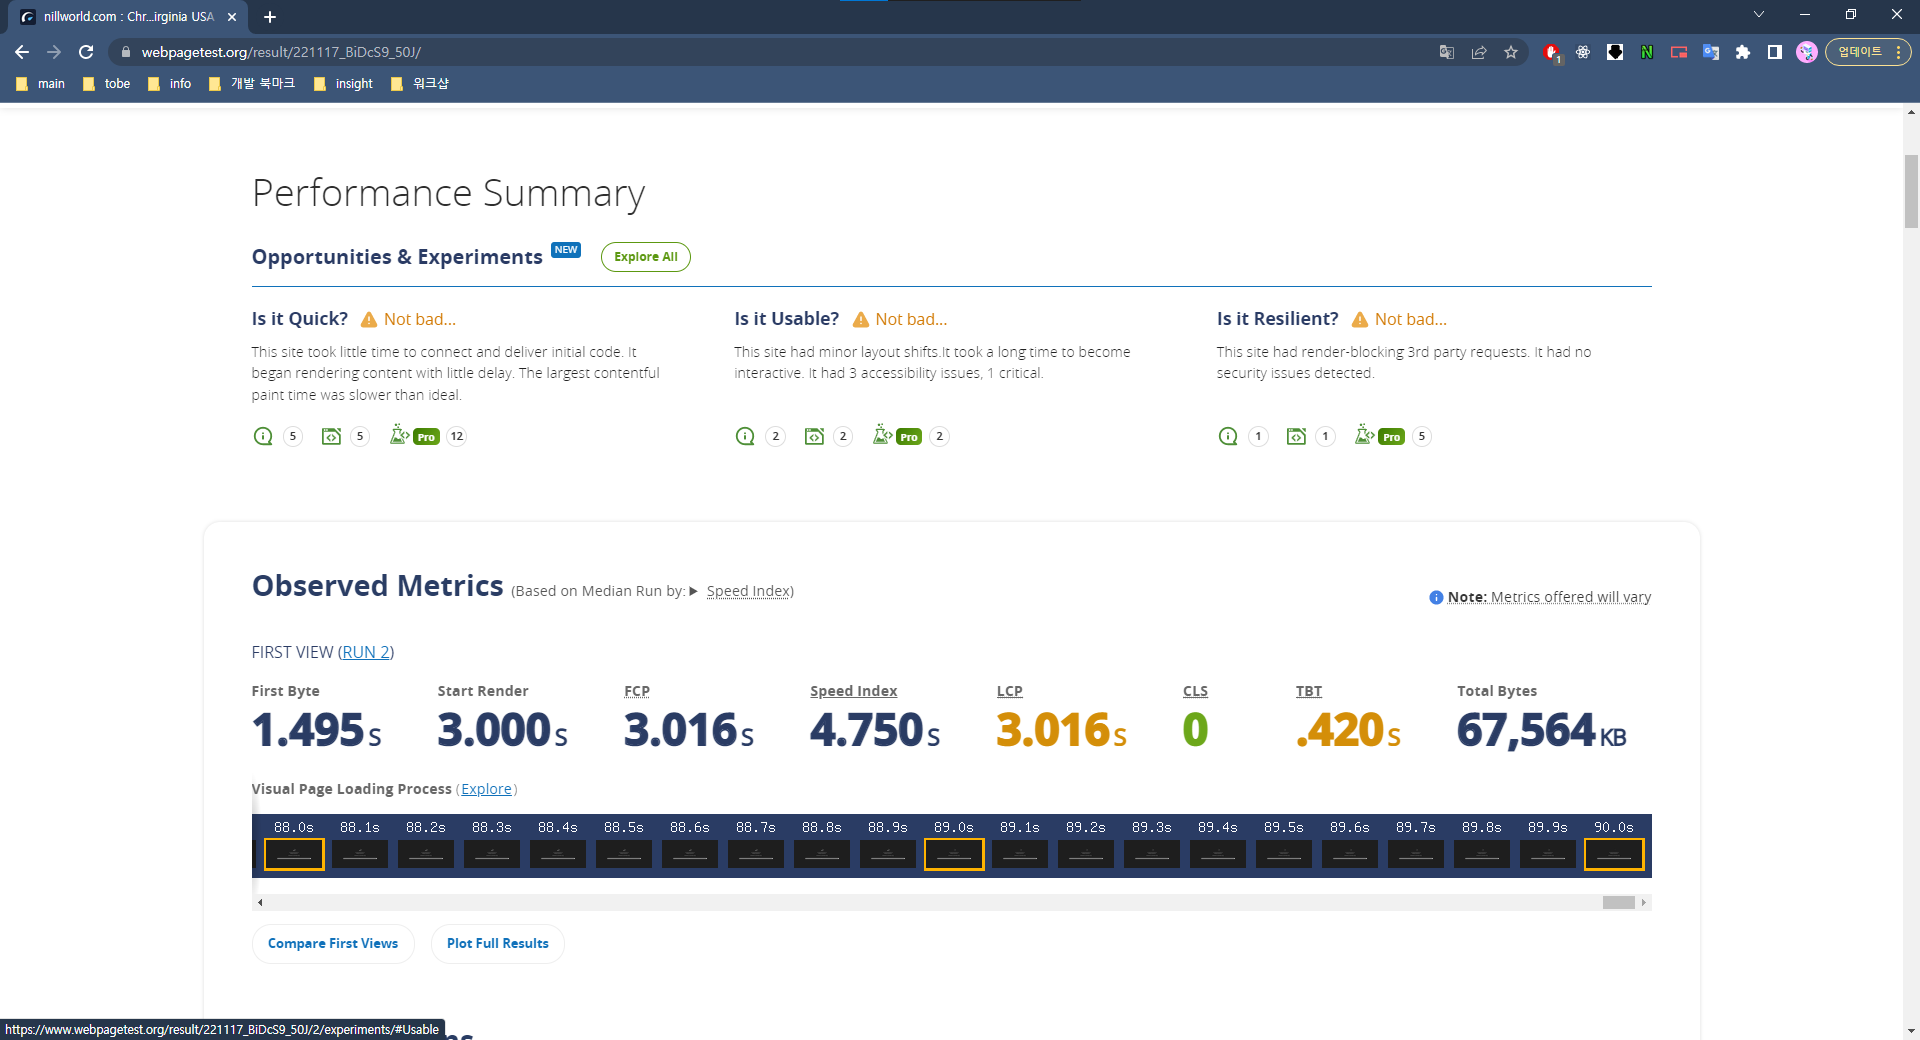 nillworld.com : Chr...irginia USA
webpagetest.org/result/221117_BiDcS9_50J/
1
업데이트
main
tobe
info
개발 북마크
insight
워크샵
Performance Summary
Opportunities & Experiments NEW Explore All
Is it Quick? Not bad...
This site took little time to connect and deliver initial code. It
began rendering content with little delay. The largest contentful
paint time was slower than ideal.
5 5 Pro 12
Is it Usable? Not bad...
This site had minor layout shifts.It took a long time to become
interactive. It had 3 accessibility issues, 1 critical.
2 2 Pro 2
Is it Resilient? Not bad...
This site had render-blocking 3rd party requests. It had no
security issues detected.
1 1 Pro 5
Observed Metrics (Based on Median Run by: ▶ Speed Index)
Note: Metrics offered will vary
FIRST VIEW (RUN 2)
First Byte Start Render FCP Speed Index LCP CLS TBT Total Bytes
1.495 S 3.000 S 3.016 S 4.750 S 3.016 S 0 .420 S 67,564 KB
Visual Page Loading Process (Explore)
88.0s 88.1s 88.2s 88.3s 88.4s 88.5s 88.6s 88.7s 88.8s 88.9s 89.0s 89.1s 89.2s 89.3s 89.4s 89.5s 89.6s 89.7s 89.8s 89.9s 90.0s
Compare First Views Plot Full Results
https://www.webpagetest.org/result/221117_BiDcS9_50J/2/experiments/#Usable